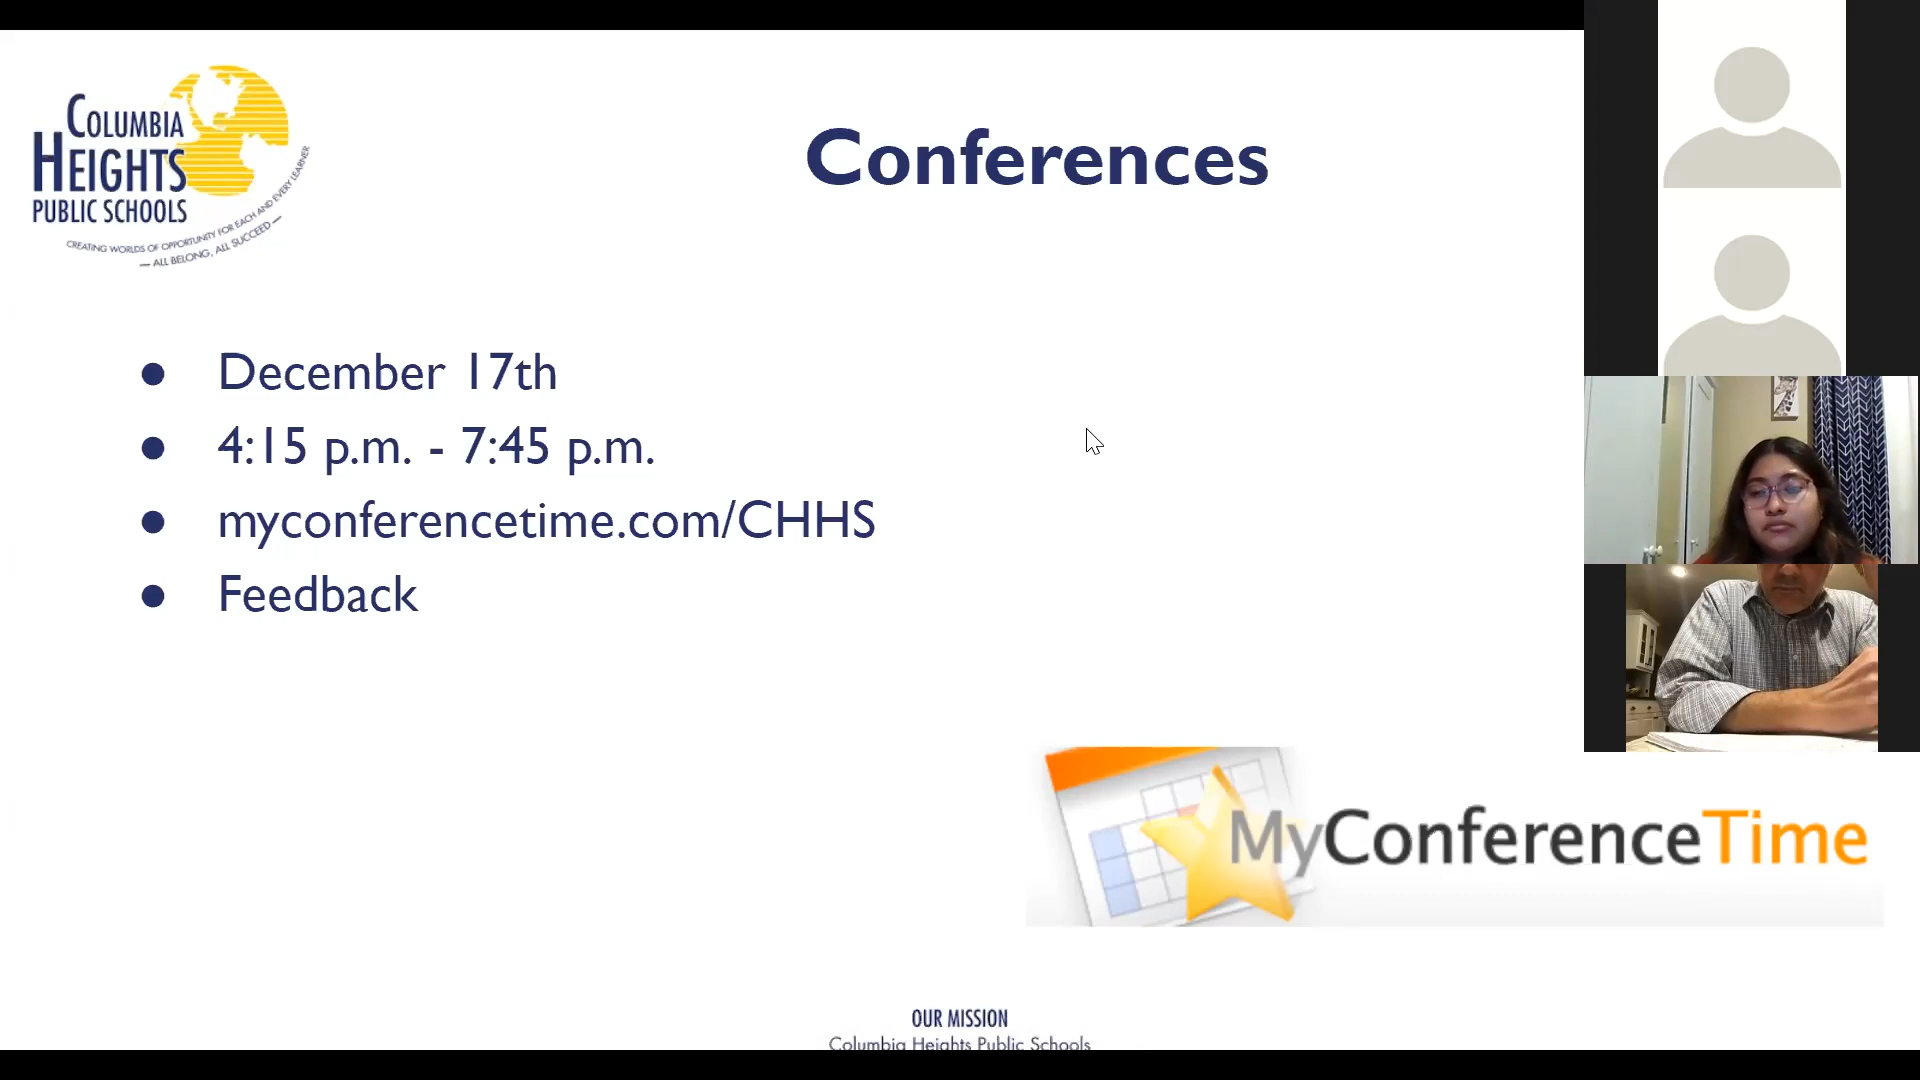 COLUMBIA
HEIGHTS
PUBLIC SCHOOLS
CREATING WORLDS OF OPPORTUNITY FOR EACH AND EVERY LEARNER
— ALL BELONG, ALL SUCCEED —
Conferences
● December 17th
● 4:15 p.m. - 7:45 p.m.
● myconferencetime.com/CHHS
● Feedback
MyConferenceTime
OUR MISSION
Columbia Heights Public Schools